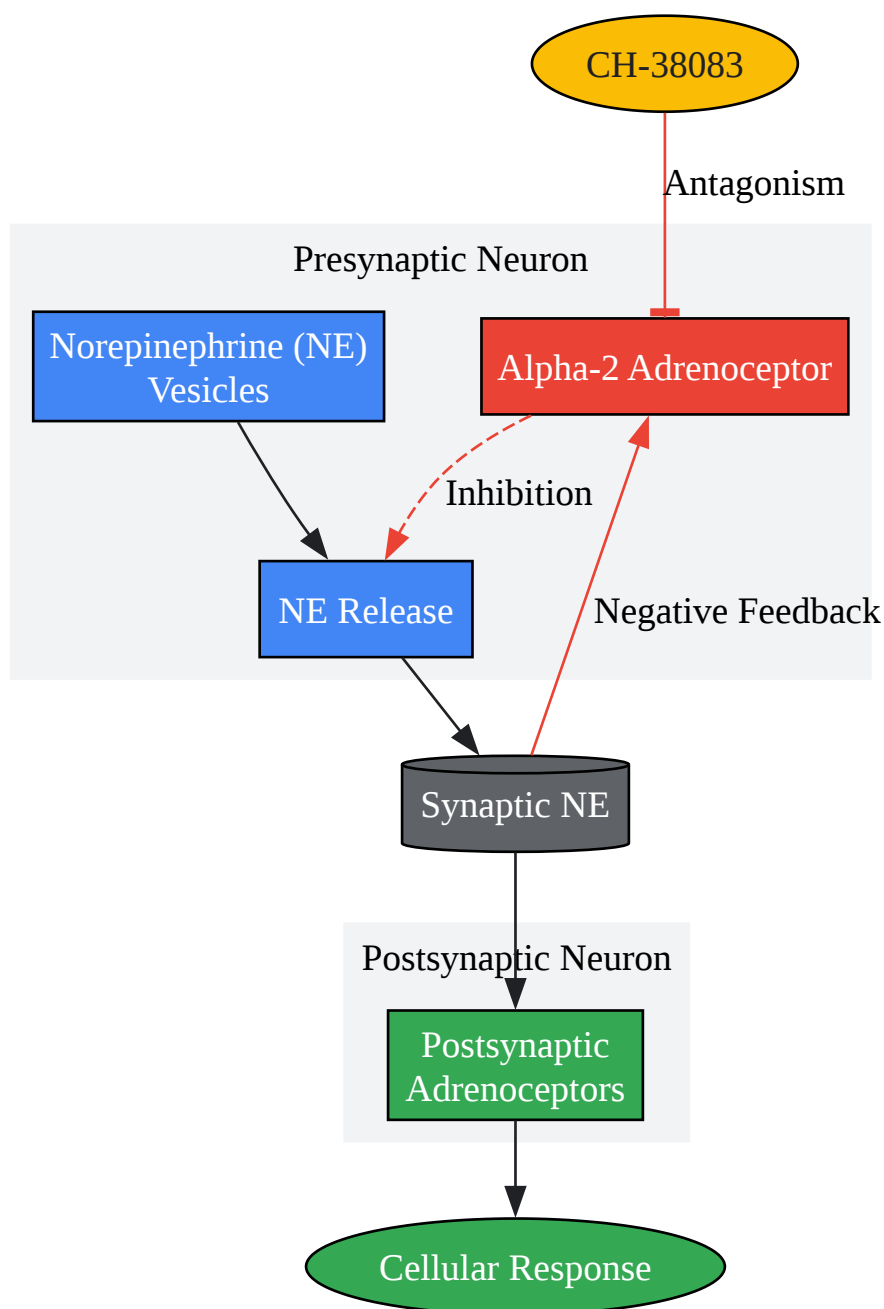 CH-38083
Antagonism
Presynaptic Neuron
Norepinephrine (NE)
Vesicles
Alpha-2 Adrenoceptor
Inhibition
NE Release
Negative Feedback
Synaptic NE
Postsynaptic Neuron
Postsynaptic
Adrenoceptors
Cellular Response